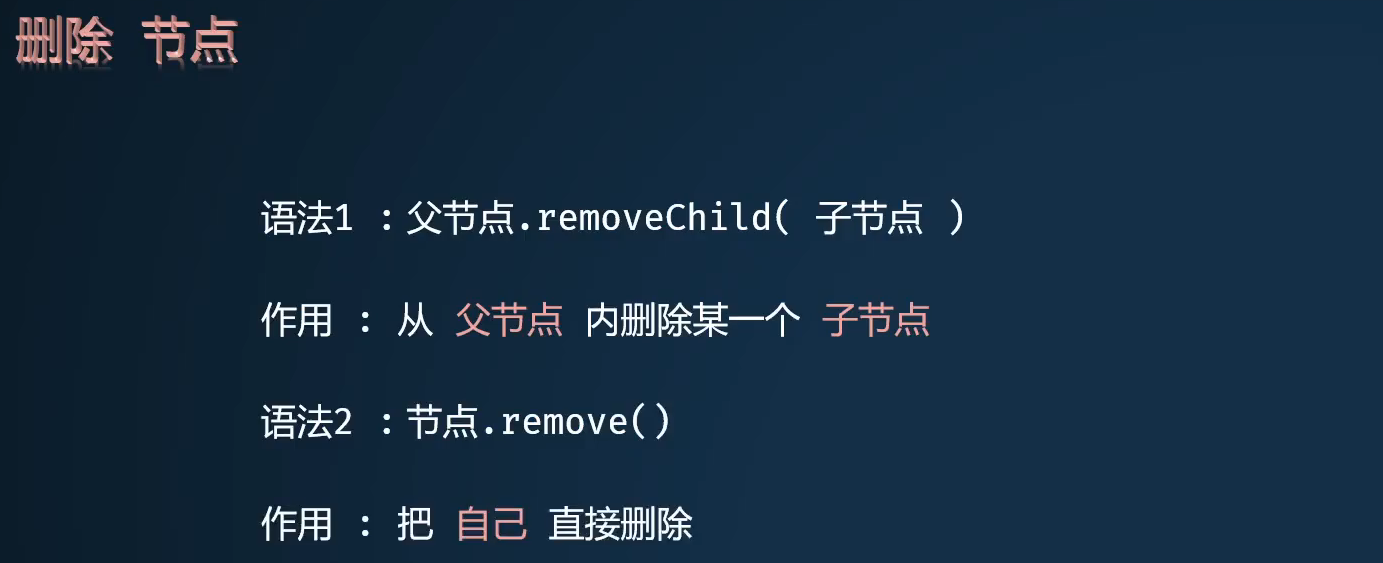 删除 节点
语法1 : 父节点.removeChild( 子节点 )
作用 : 从 父节点 内删除某一个 子节点
语法2 : 节点.remove()
作用 : 把 自己 直接删除